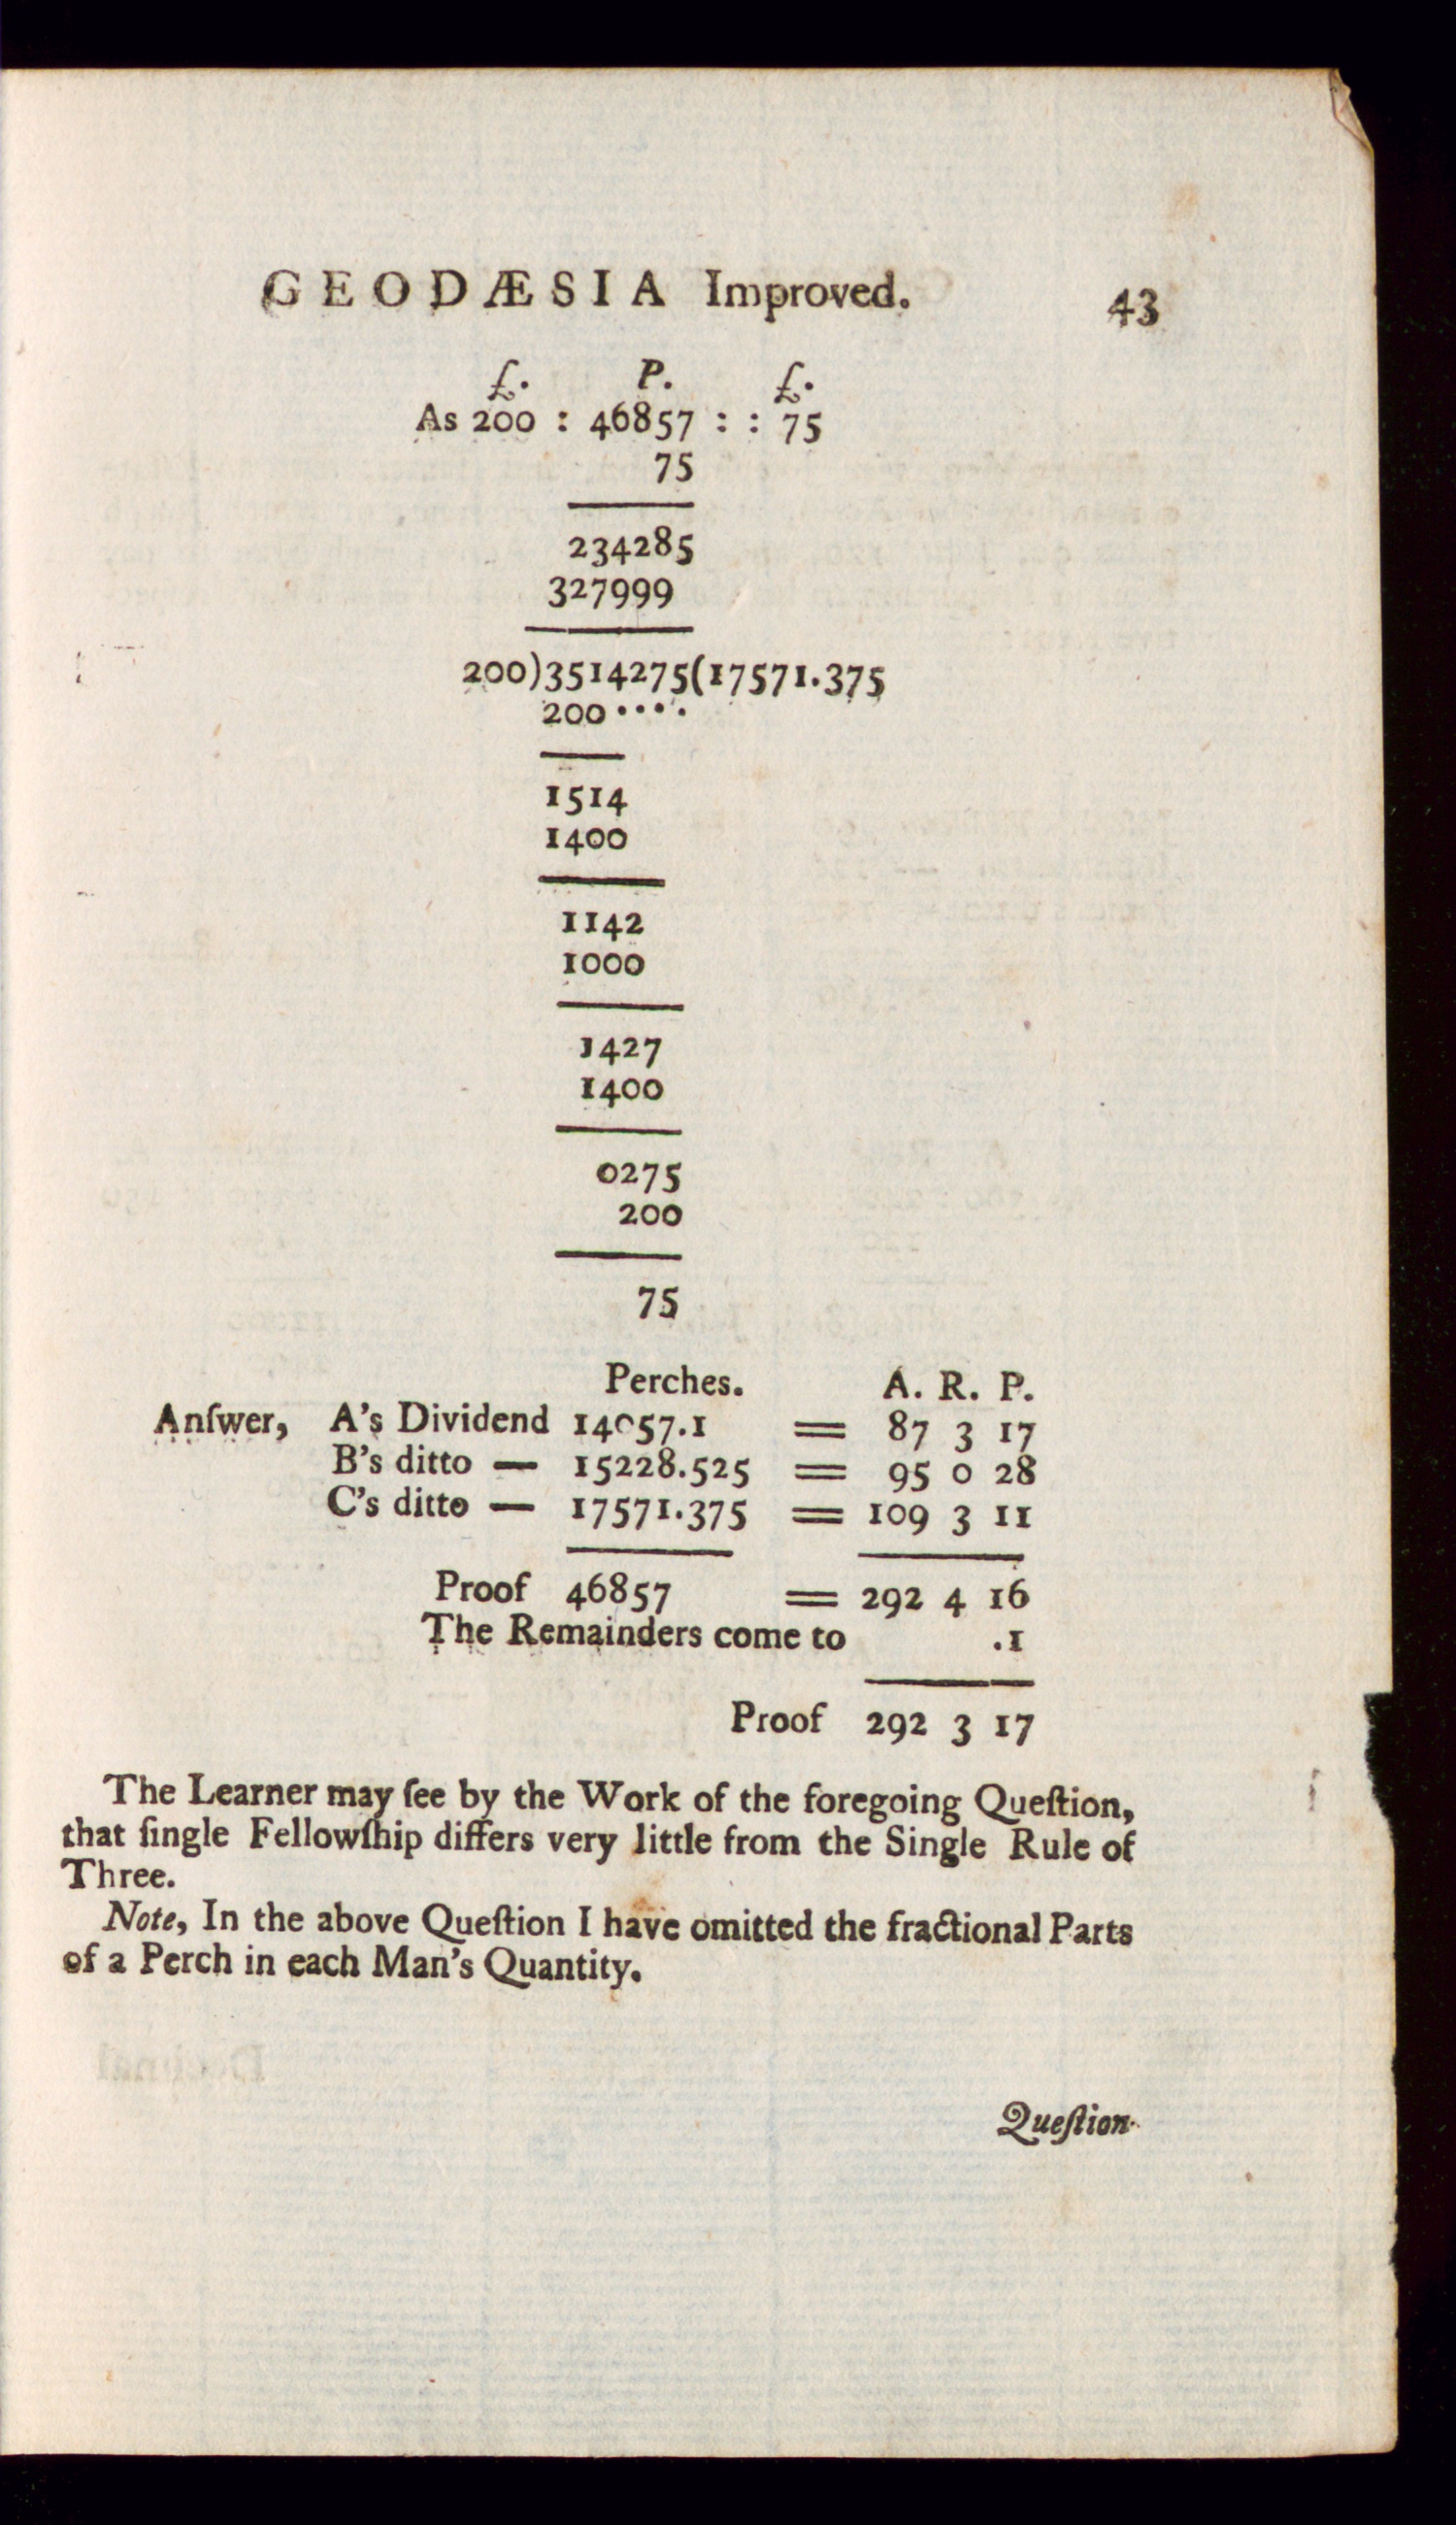 GEODÆSIA Improved. 43
£. P. £.
As 200 : 46857 : : 75
75
234285
327999
200)3514275(17571.375
200····
1514
1400
1142
1000
1427
1400
0275
200
75
Perches. A. R. P.
Anſwer, A's Dividend 14057.1 = 87 3 17
B's ditto — 15228.525 = 95 0 28
C's ditto — 17571.375 = 109 3 11
Proof 46857 = 292 4 16
The Remainders come to .1
Proof 292 3 17
The Learner may ſee by the Work of the foregoing Queſtion,
that ſingle Fellowſhip differs very little from the Single Rule of
Three.
Note, In the above Queſtion I have omitted the fractional Parts
of a Perch in each Man's Quantity.
Queſtion